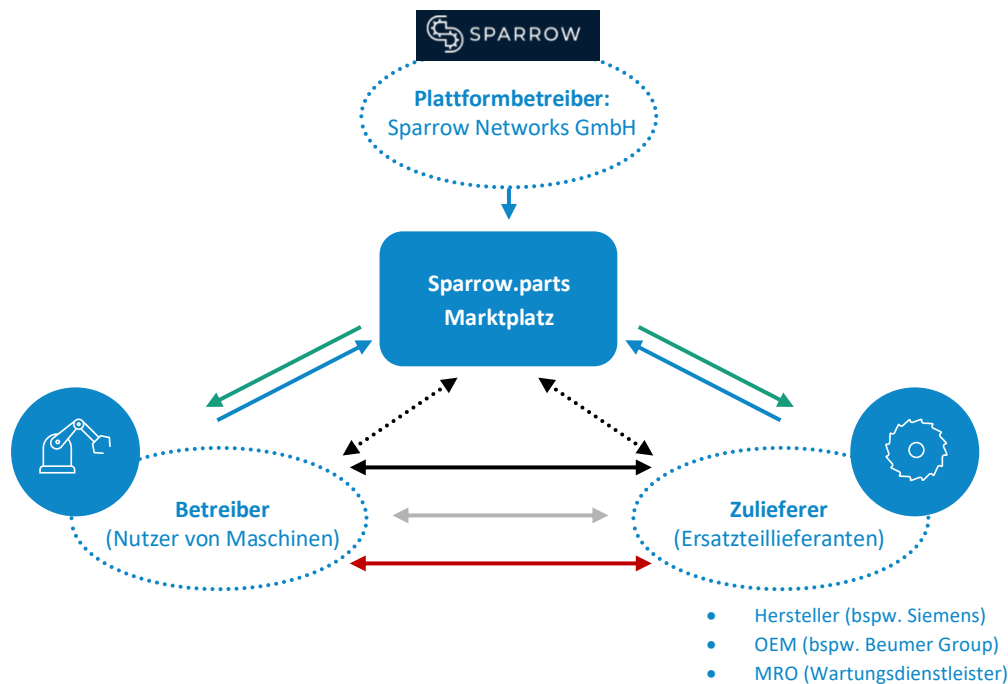 SPARROW
Plattformbetreiber:
Sparrow Networks GmbH
Sparrow.parts
Marktplatz
Betreiber
(Nutzer von Maschinen)
Zulieferer
(Ersatzteillieferanten)
• Hersteller (bspw. Siemens)
• OEM (bspw. Beumer Group)
• MRO (Wartungsdienstleister)